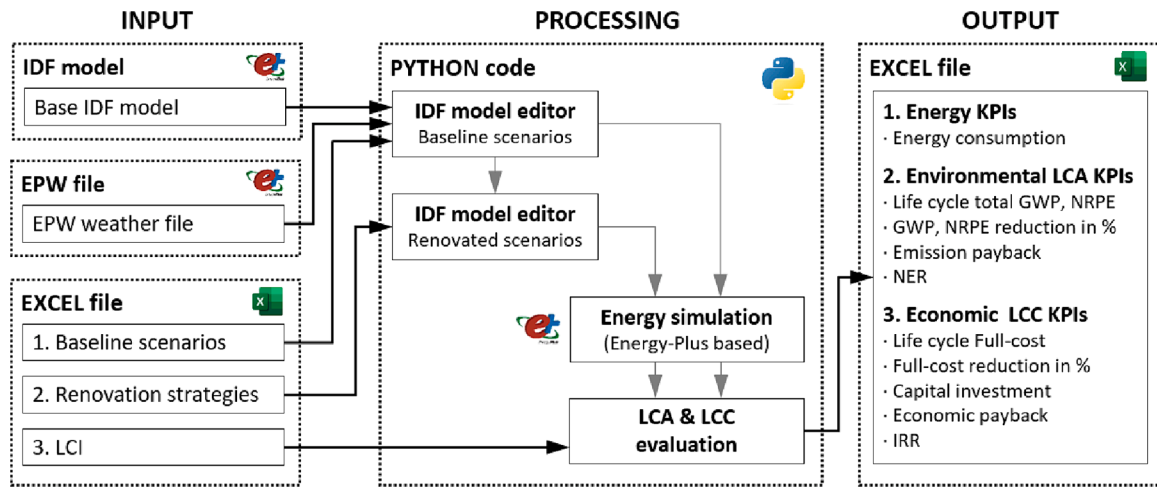 INPUT
IDF model
Base IDF model
EPW file
EPW weather file
EXCEL file
1. Baseline scenarios
2. Renovation strategies
3. LCI
PROCESSING
PYTHON code
IDF model editor
Baseline scenarios
IDF model editor
Renovated scenarios
Energy simulation
(Energy-Plus based)
LCA & LCC
evaluation
OUTPUT
EXCEL file
1. Energy KPIs
· Energy consumption
2. Environmental LCA KPIs
· Life cycle total GWP, NRPE
· GWP, NRPE reduction in %
· Emission payback
· NER
3. Economic LCC KPIs
· Life cycle Full-cost
· Full-cost reduction in %
· Capital investment
· Economic payback
· IRR